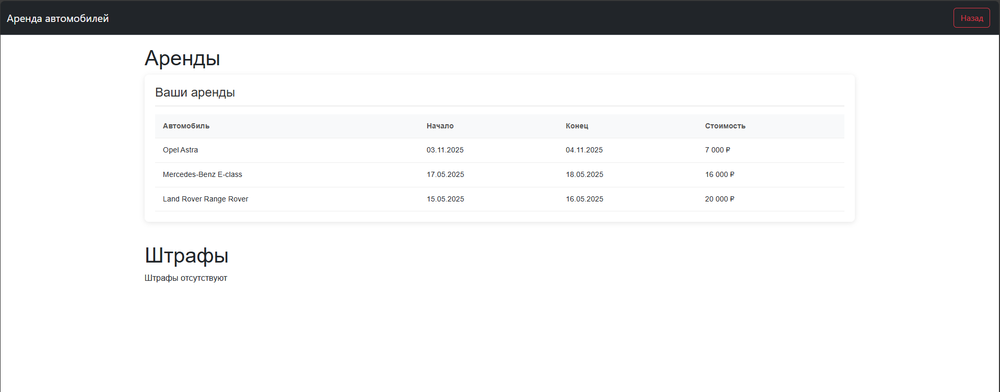 Аренда автомобилей
Назад
Аренды
Ваши аренды
Автомобиль Начало Конец Стоимость
Opel Astra 03.11.2025 04.11.2025 7 000 ₽
Mercedes-Benz E-class 17.05.2025 18.05.2025 16 000 ₽
Land Rover Range Rover 15.05.2025 16.05.2025 20 000 ₽
Штрафы
Штрафы отсутствуют